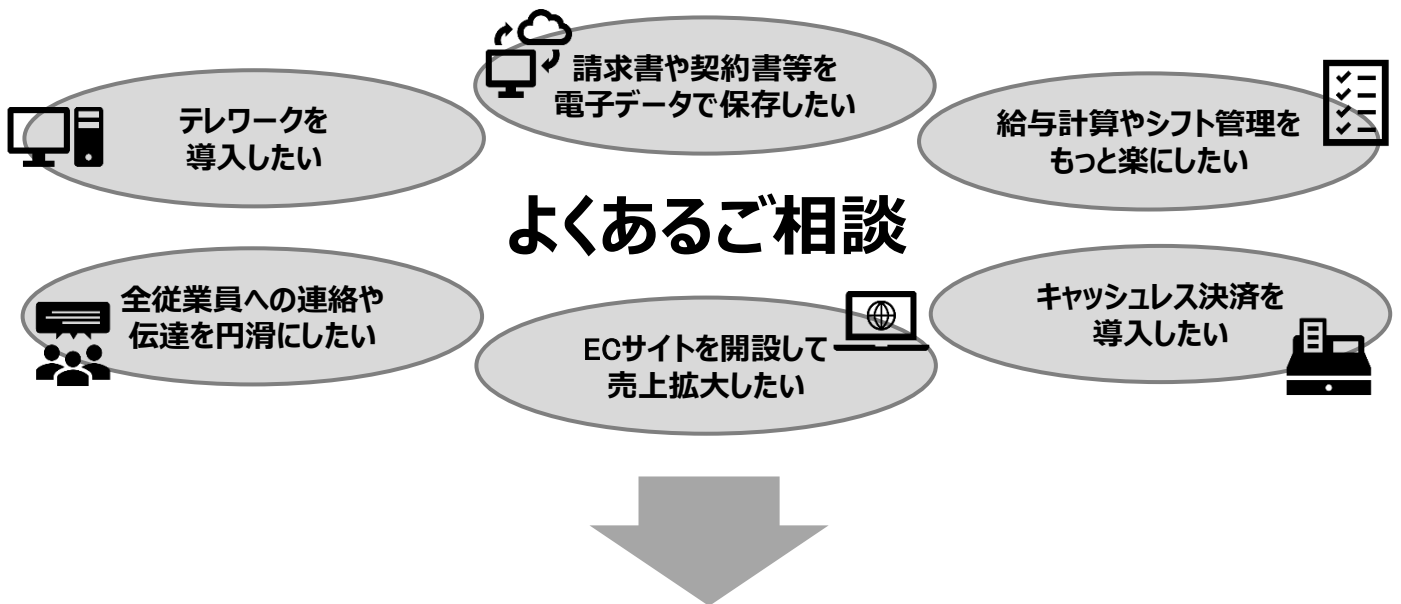 請求書や契約書等を
電子データで保存したい
テレワークを
導入したい
給与計算やシフト管理を
もっと楽にしたい
よくあるご相談
全従業員への連絡や
伝達を円滑にしたい
ECサイトを開設して
売上拡大したい
キャッシュレス決済を
導入したい